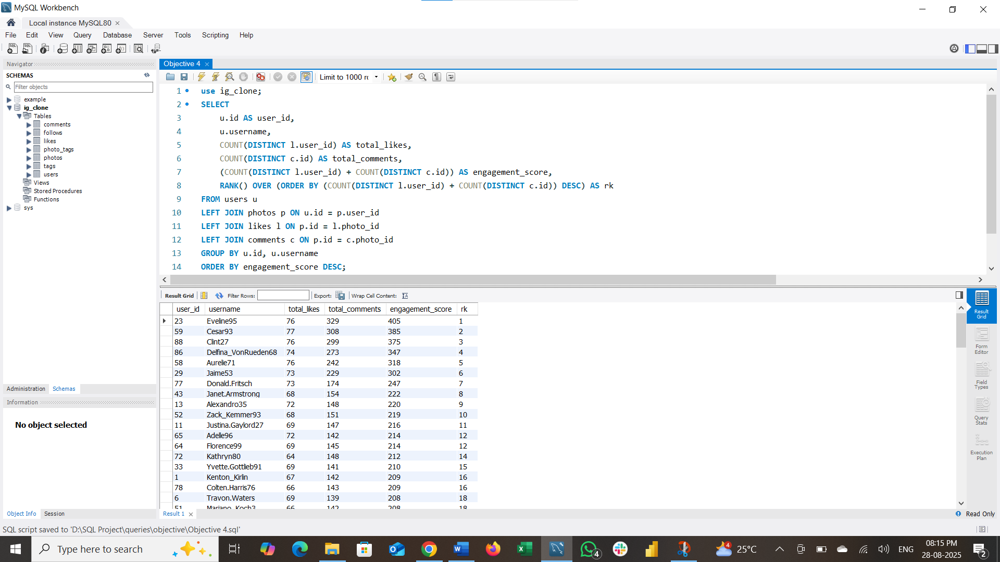 MySQL Workbench
Local instance MySQL80
File Edit View Query Database Server Tools Scripting Help
Navigator
SCHEMAS
Filter objects
example
ig_clone
Tables
comments
follows
likes
photo_tags
photos
tags
users
Views
Stored Procedures
Functions
sys
Administration Schemas
Information
No object selected
Object Info Session
Objective 4
Limit to 1000 rc
1 use ig_clone;
2 SELECT
3 u.id AS user_id,
4 u.username,
5 COUNT(DISTINCT l.user_id) AS total_likes,
6 COUNT(DISTINCT c.id) AS total_comments,
7 (COUNT(DISTINCT l.user_id) + COUNT(DISTINCT c.id)) AS engagement_score,
8 RANK() OVER (ORDER BY (COUNT(DISTINCT l.user_id) + COUNT(DISTINCT c.id)) DESC) AS rk
9 FROM users u
10 LEFT JOIN photos p ON u.id = p.user_id
11 LEFT JOIN likes l ON p.id = l.photo_id
12 LEFT JOIN comments c ON p.id = c.photo_id
13 GROUP BY u.id, u.username
14 ORDER BY engagement_score DESC;
Result Grid Filter Rows: Export: Wrap Cell Content:
user_id username total_likes total_comments engagement_score rk
23 Eveline95 76 329 405 1
59 Cesar93 77 308 385 2
88 Clint27 76 299 375 3
86 Delfina_VonRueden68 74 273 347 4
58 Aurelie71 76 242 318 5
29 Jaime53 73 229 302 6
77 Donald.Fritsch 73 174 247 7
43 Janet.Armstrong 68 154 222 8
13 Alexandro35 72 148 220 9
52 Zack_Kemmer93 68 151 219 10
11 Justina.Gaylord27 69 147 216 11
65 Adelle96 72 142 214 12
64 Florence99 69 145 214 12
72 Kathryn80 64 148 212 14
33 Yvette.Gottlieb91 69 141 210 15
1 Kenton_Kirlin 67 142 209 16
78 Colten.Harris76 66 143 209 16
6 Travon.Waters 69 139 208 18
51 Mariano_Koch3 66 142 208 18
Result Grid
Form Editor
Field Types
Query Stats
Execution Plan
Result 1
Read Only
SQL script saved to 'D:\SQL Project\queries\objective\Objective 4.sql'
Type here to search
4
4
25°C
ENG
08:15 PM
28-08-2025
2